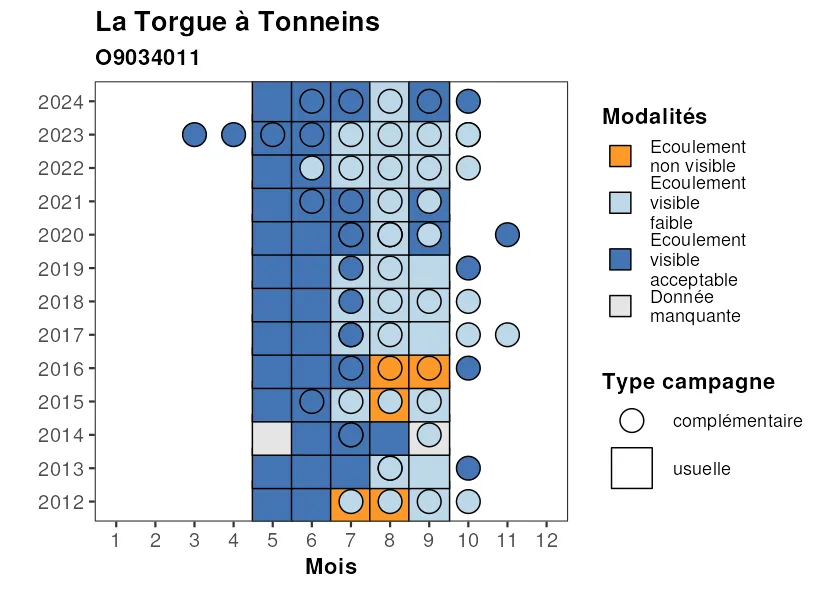 La Torgue à Tonneins
O9034011
2024
2023
2022
2021
2020
2019
2018
2017
2016
2015
2014
2013
2012
1 2 3 4 5 6 7 8 9 10 11 12
Mois
Modalités
Ecoulement
non visible
Ecoulement
visible
faible
Ecoulement
visible
acceptable
Donnée
manquante
Type campagne
complémentaire
usuelle